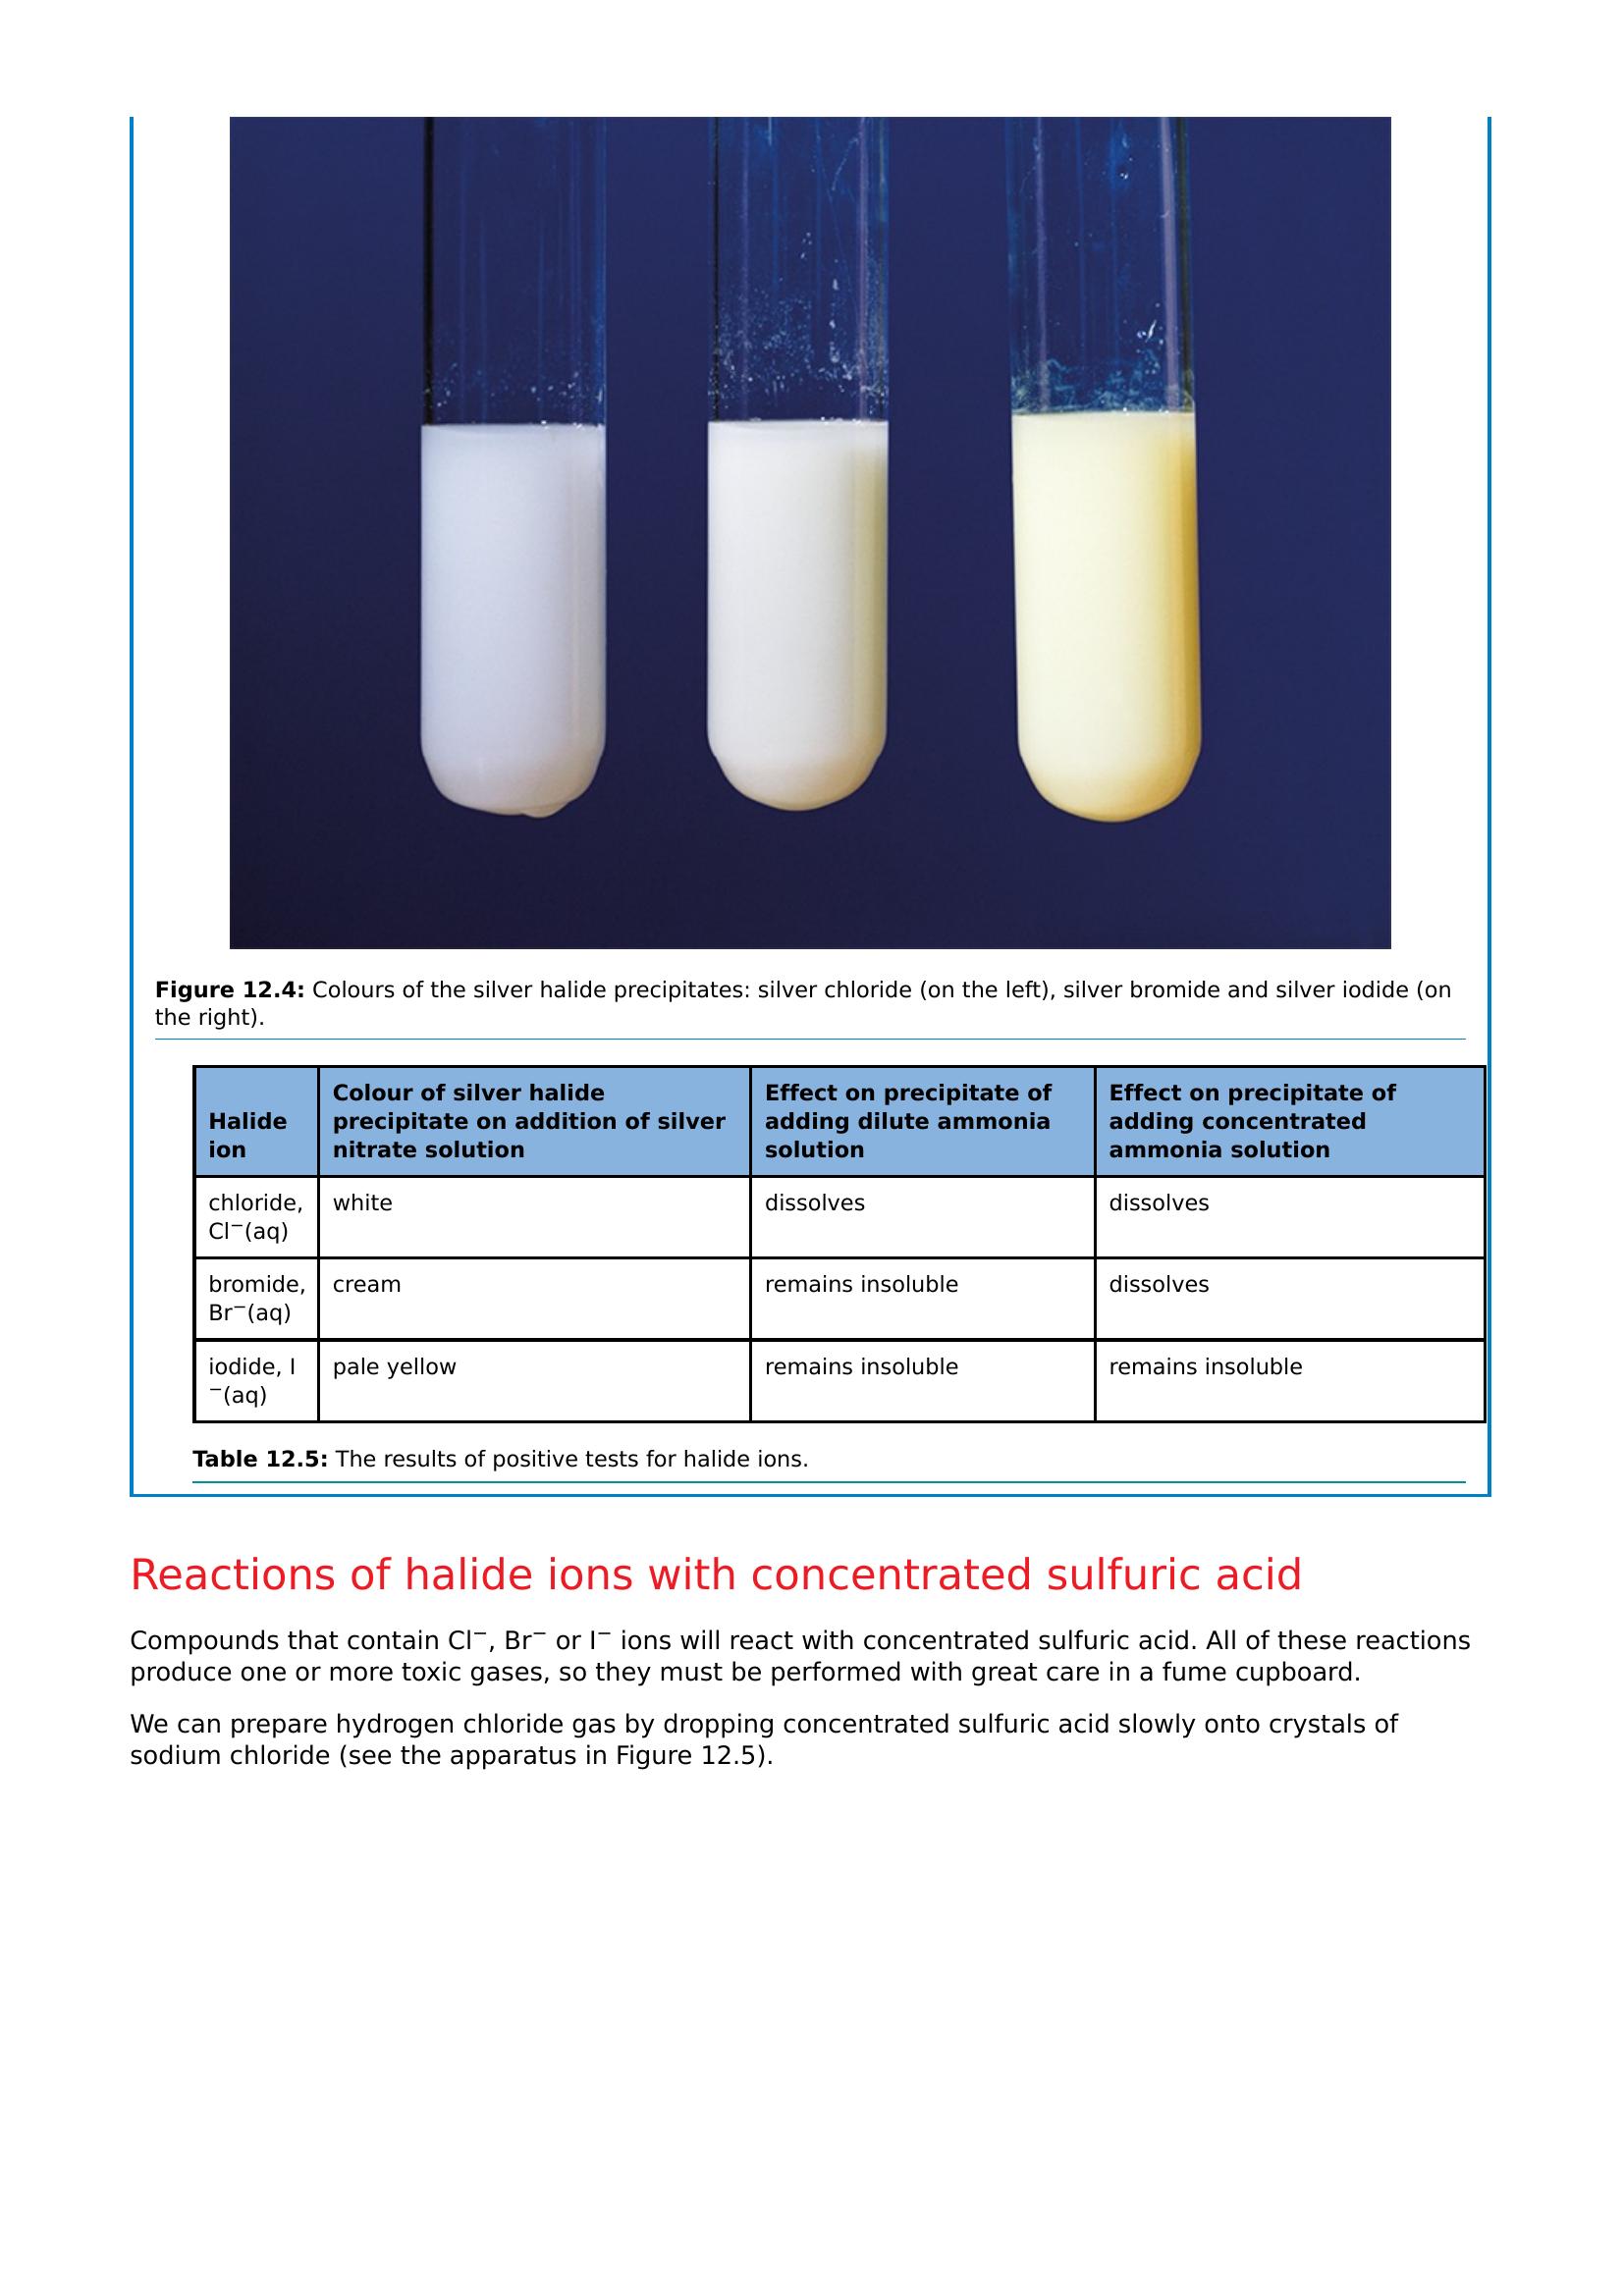 Figure 12.4: Colours of the silver halide precipitates: silver chloride (on the left), silver bromide and silver iodide (on
the right).
Halide
ion
Colour of silver halide
precipitate on addition of silver
nitrate solution
Effect on precipitate of
adding dilute ammonia
solution
Effect on precipitate of
adding concentrated
ammonia solution
chloride,
Cl⁻(aq)
white
dissolves
dissolves
bromide,
Br⁻(aq)
cream
remains insoluble
dissolves
iodide, I
⁻(aq)
pale yellow
remains insoluble
remains insoluble
Table 12.5: The results of positive tests for halide ions.
Reactions of halide ions with concentrated sulfuric acid
Compounds that contain Cl⁻, Br⁻ or I⁻ ions will react with concentrated sulfuric acid. All of these reactions
produce one or more toxic gases, so they must be performed with great care in a fume cupboard.
We can prepare hydrogen chloride gas by dropping concentrated sulfuric acid slowly onto crystals of
sodium chloride (see the apparatus in Figure 12.5).